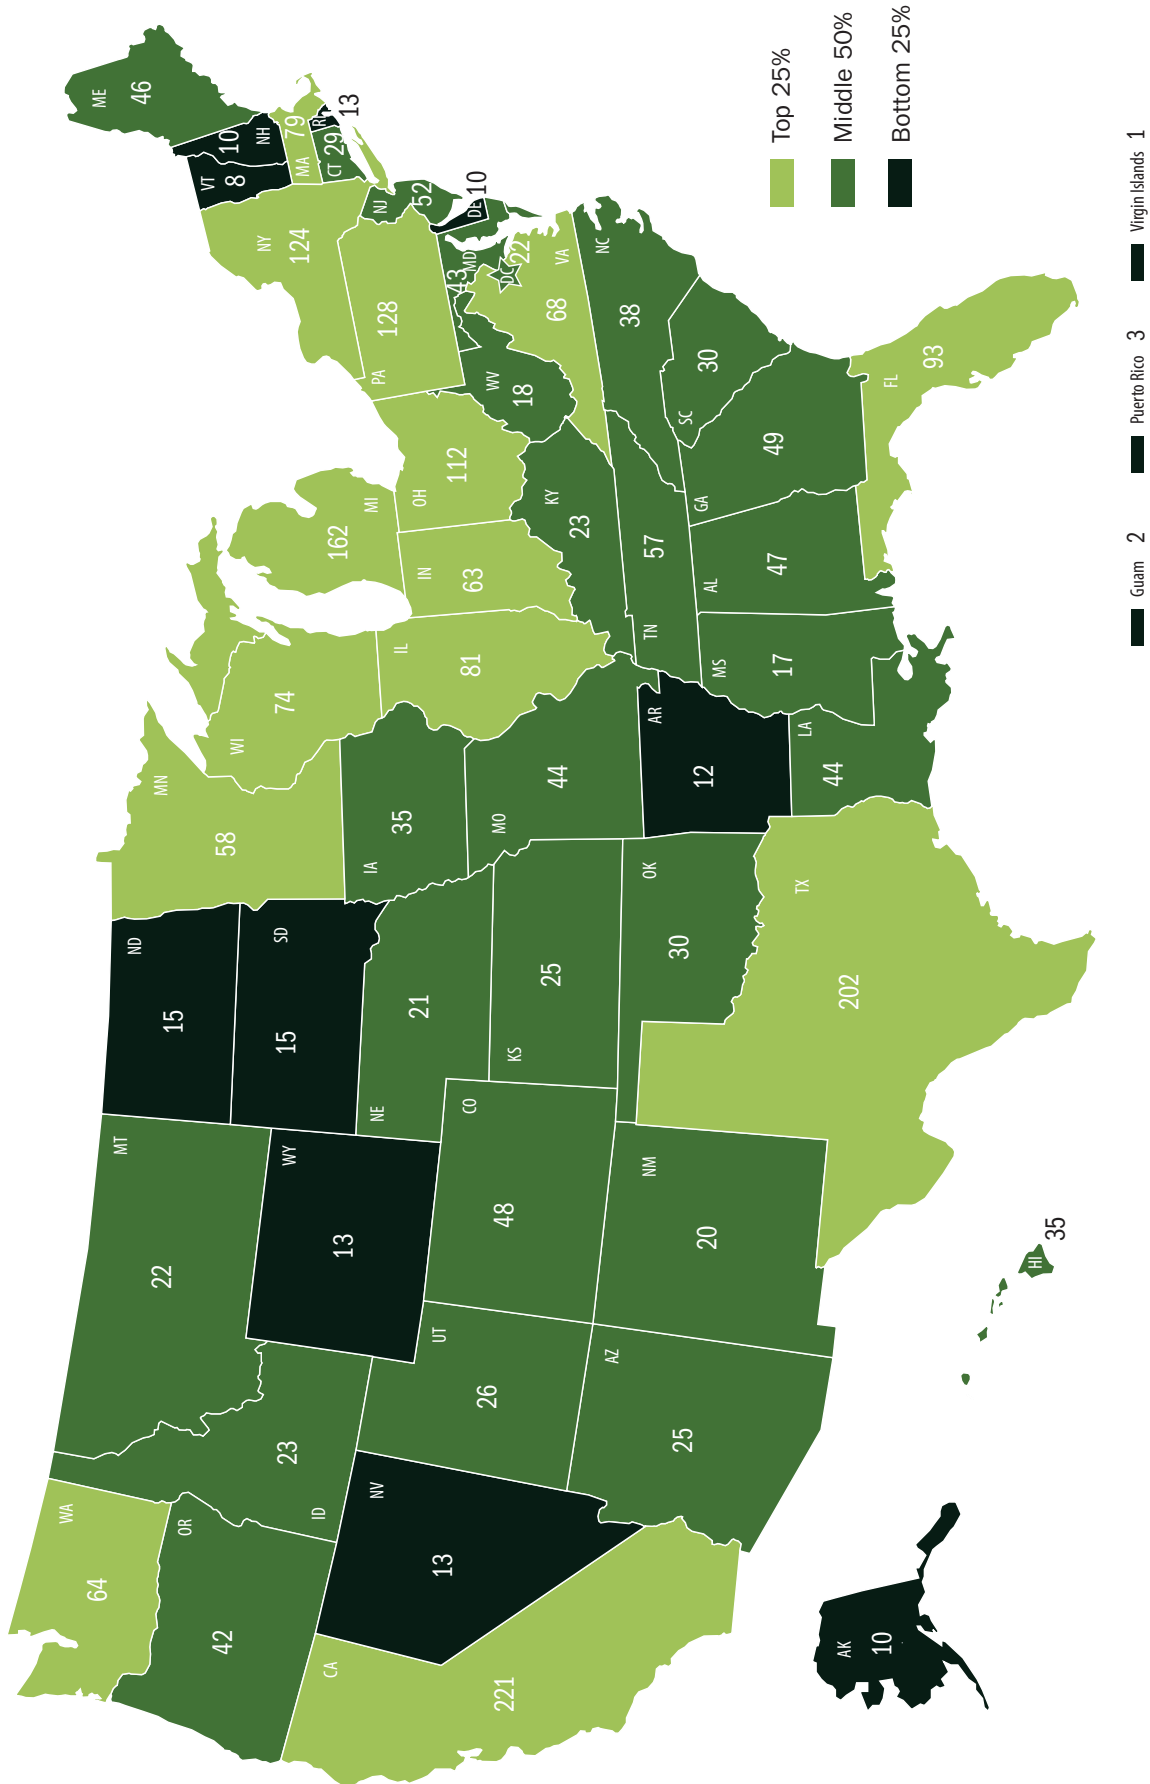 WA
64
OR
42
CA
221
NV
13
ID
23
MT
22
WY
13
UT
26
AZ
25
CO
48
NM
20
ND
15
SD
15
NE
21
KS
25
OK
30
TX
202
MN
58
IA
35
MO
44
AR
12
LA
44
WI
74
IL
81
MI
162
IN
63
OH
112
KY
23
TN
57
MS
17
AL
47
GA
49
FL
93
SC
30
NC
38
VA
68
WV
18
DC
22
MD
43
DE
10
PA
128
NJ
52
NY
124
CT
29
RI
13
MA
79
VT
8
NH
10
ME
46
AK
10
HI
35
Top 25%
Middle 50%
Bottom 25%
Guam 2
Puerto Rico 3
Virgin Islands 1